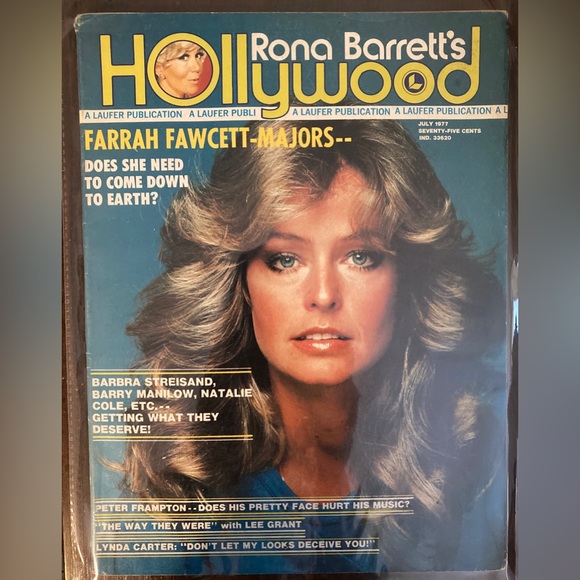 Rona Barrett's
Hollywood
A LAUFER PUBLICATION A LAUFER PUBLI A LAUFER PUBLICATION A LAUFER PUBLICATION A L
JULY 1977
SEVENTY-FIVE CENTS
IND. 33620
FARRAH FAWCETT-MAJORS--
DOES SHE NEED
TO COME DOWN
TO EARTH?
BARBRA STREISAND,
BARRY MANILOW, NATALIE
COLE, ETC.--
GETTING WHAT THEY
DESERVE!
PETER FRAMPTON--DOES HIS PRETTY FACE HURT HIS MUSIC?
"THE WAY THEY WERE" with LEE GRANT
LYNDA CARTER: "DON'T LET MY LOOKS DECEIVE YOU!"